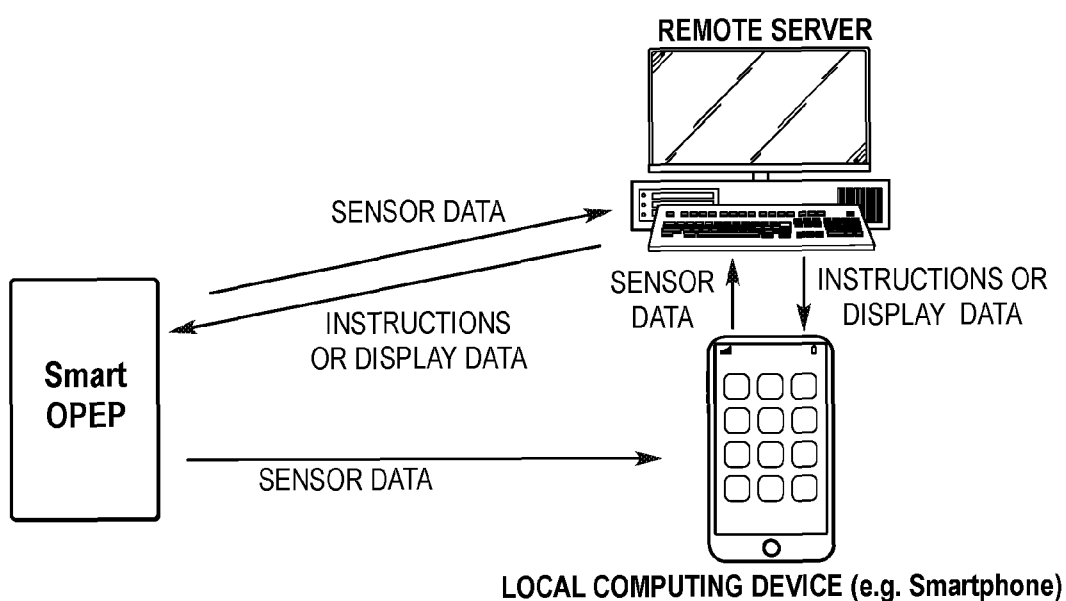 REMOTE SERVER
SENSOR DATA
INSTRUCTIONS
OR DISPLAY DATA
SENSOR
DATA
INSTRUCTIONS OR
DISPLAY DATA
Smart
OPEP
SENSOR DATA
LOCAL COMPUTING DEVICE (e.g. Smartphone)